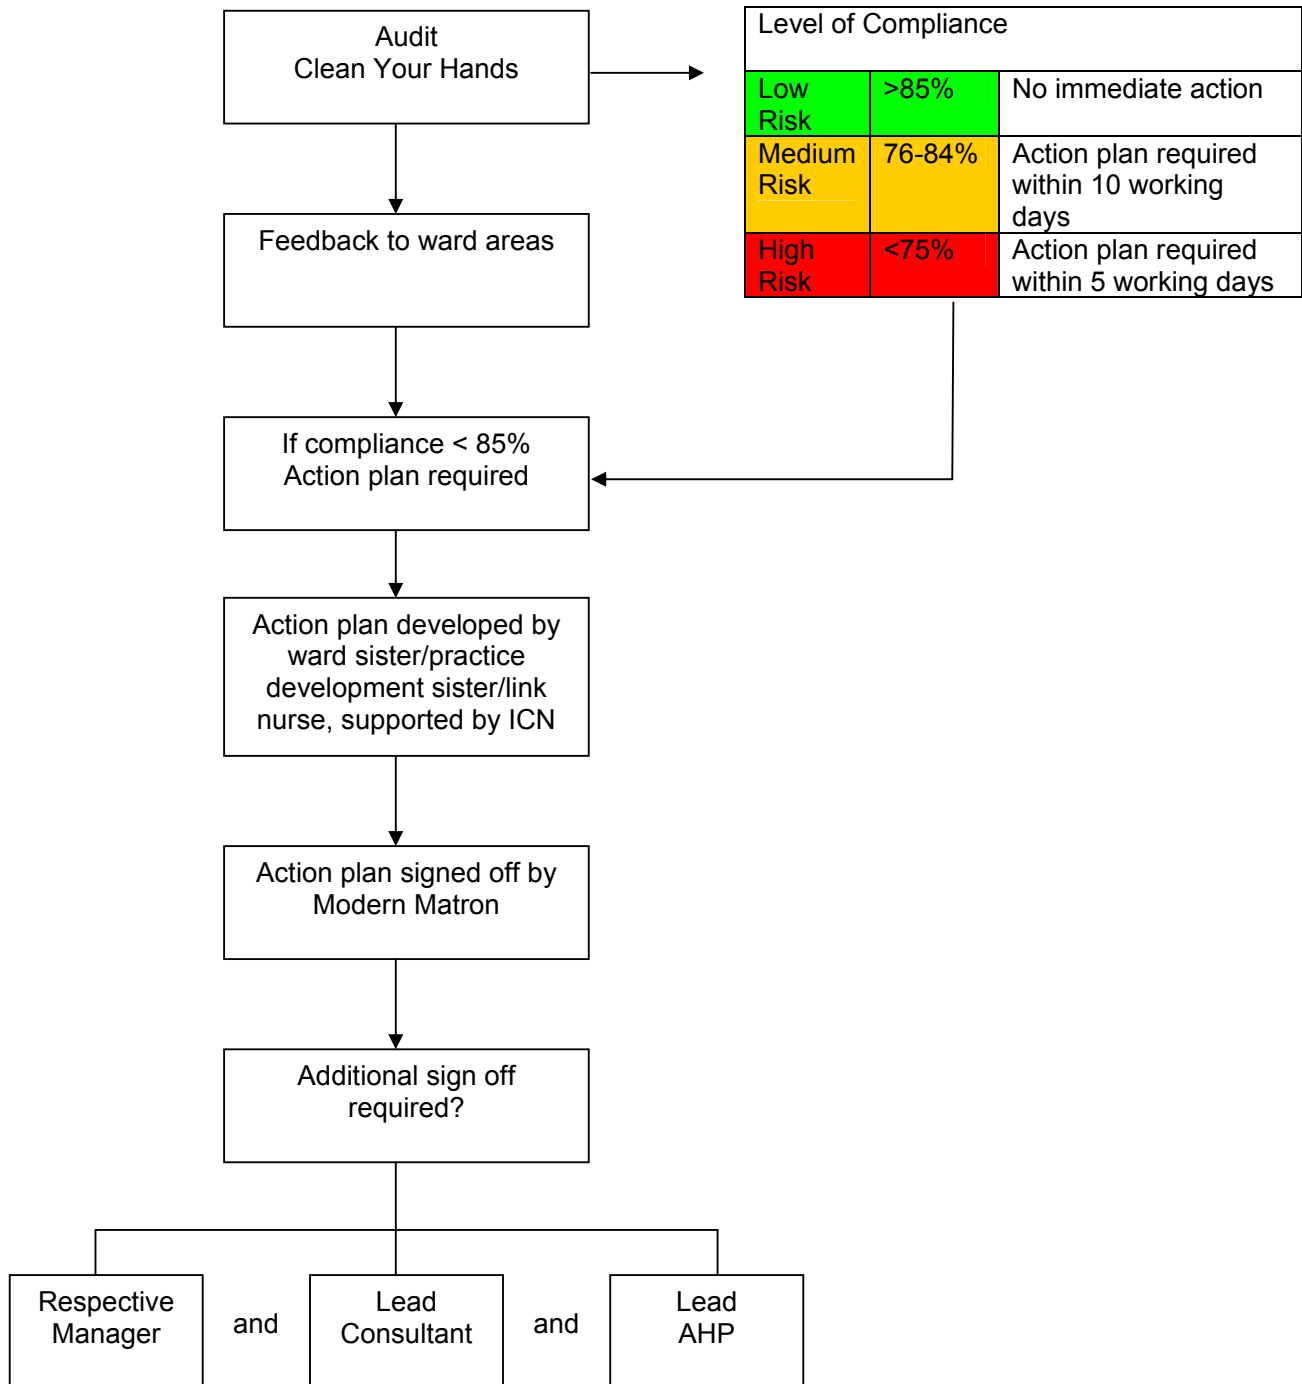 Audit
Clean Your Hands
Level of Compliance
Low Risk >85% No immediate action
Medium Risk 76-84% Action plan required within 10 working days
High Risk <75% Action plan required within 5 working days
Feedback to ward areas
If compliance < 85%
Action plan required
Action plan developed by
ward sister/practice
development sister/link
nurse, supported by ICN
Action plan signed off by
Modern Matron
Additional sign off
required?
Respective
Manager
and
Lead
Consultant
and
Lead
AHP